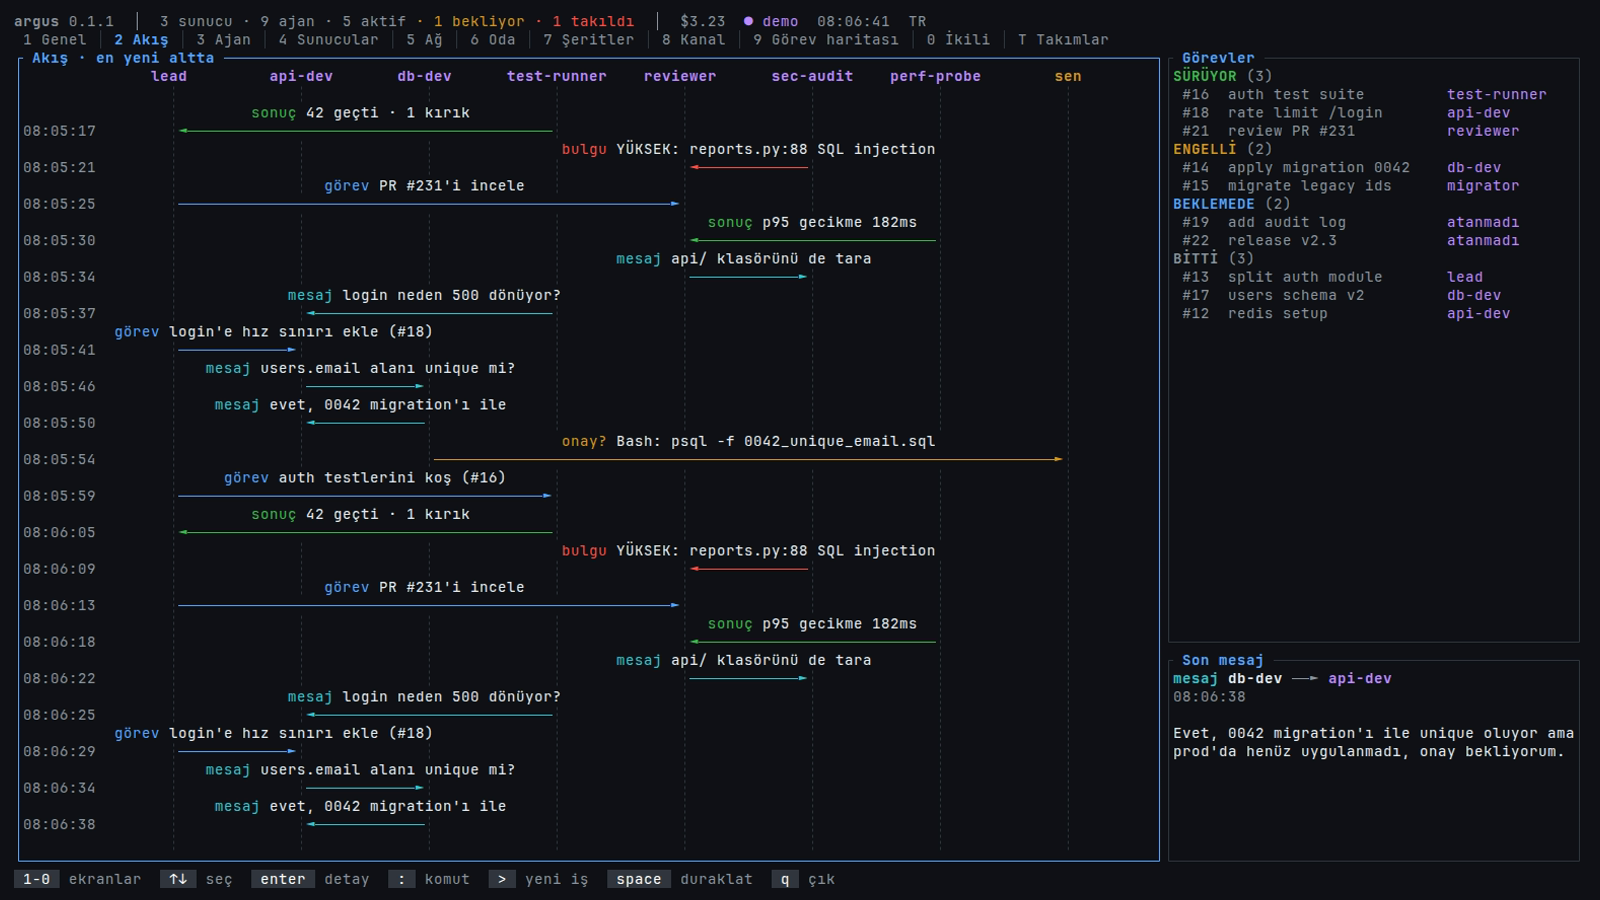 argus 0.1.1 │ 3 sunucu · 9 ajan · 5 aktif · 1 bekliyor · 1 takıldı │ $3.23 ● demo 08:06:41 TR
1 Genel │ 2 Akış │ 3 Ajan │ 4 Sunucular │ 5 Ağ │ 6 Oda │ 7 Şeritler │ 8 Kanal │ 9 Görev haritası │ 0 İkili │ T Takımlar
Akış · en yeni altta
lead api-dev db-dev test-runner reviewer sec-audit perf-probe sen
sonuç 42 geçti · 1 kırık
08:05:17
bulgu YÜKSEK: reports.py:88 SQL injection
08:05:21
görev PR #231'i incele
08:05:25
sonuç p95 gecikme 182ms
08:05:30
mesaj api/ klasörünü de tara
08:05:34
mesaj login neden 500 dönüyor?
08:05:37
görev login'e hız sınırı ekle (#18)
08:05:41
mesaj users.email alanı unique mi?
08:05:46
mesaj evet, 0042 migration'ı ile
08:05:50
onay? Bash: psql -f 0042_unique_email.sql
08:05:54
görev auth testlerini koş (#16)
08:05:59
sonuç 42 geçti · 1 kırık
08:06:05
bulgu YÜKSEK: reports.py:88 SQL injection
08:06:09
görev PR #231'i incele
08:06:13
sonuç p95 gecikme 182ms
08:06:18
mesaj api/ klasörünü de tara
08:06:22
mesaj login neden 500 dönüyor?
08:06:25
görev login'e hız sınırı ekle (#18)
08:06:29
mesaj users.email alanı unique mi?
08:06:34
mesaj evet, 0042 migration'ı ile
08:06:38
Görevler
SÜRÜYOR (3)
#16 auth test suite test-runner
#18 rate limit /login api-dev
#21 review PR #231 reviewer
ENGELLİ (2)
#14 apply migration 0042 db-dev
#15 migrate legacy ids migrator
BEKLEMEDE (2)
#19 add audit log atanmadı
#22 release v2.3 atanmadı
BİTTİ (3)
#13 split auth module lead
#17 users schema v2 db-dev
#12 redis setup api-dev
Son mesaj
mesaj db-dev ──► api-dev
08:06:38
Evet, 0042 migration'ı ile unique oluyor ama
prod'da henüz uygulanmadı, onay bekliyorum.
1-0 ekranlar ↑↓ seç enter detay : komut > yeni iş space duraklat q çık